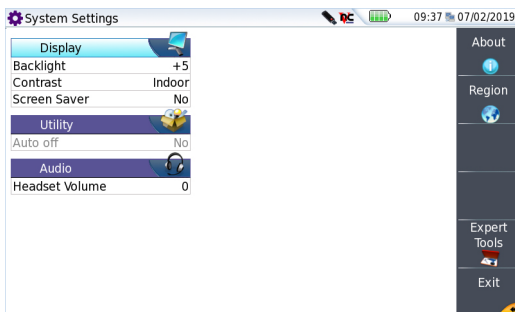 System Settings
DC
09:37
07/02/2019
Display
Backlight +5
Contrast Indoor
Screen Saver No
Utility
Auto off No
Audio
Headset Volume 0
About
Region
Expert
Tools
Exit